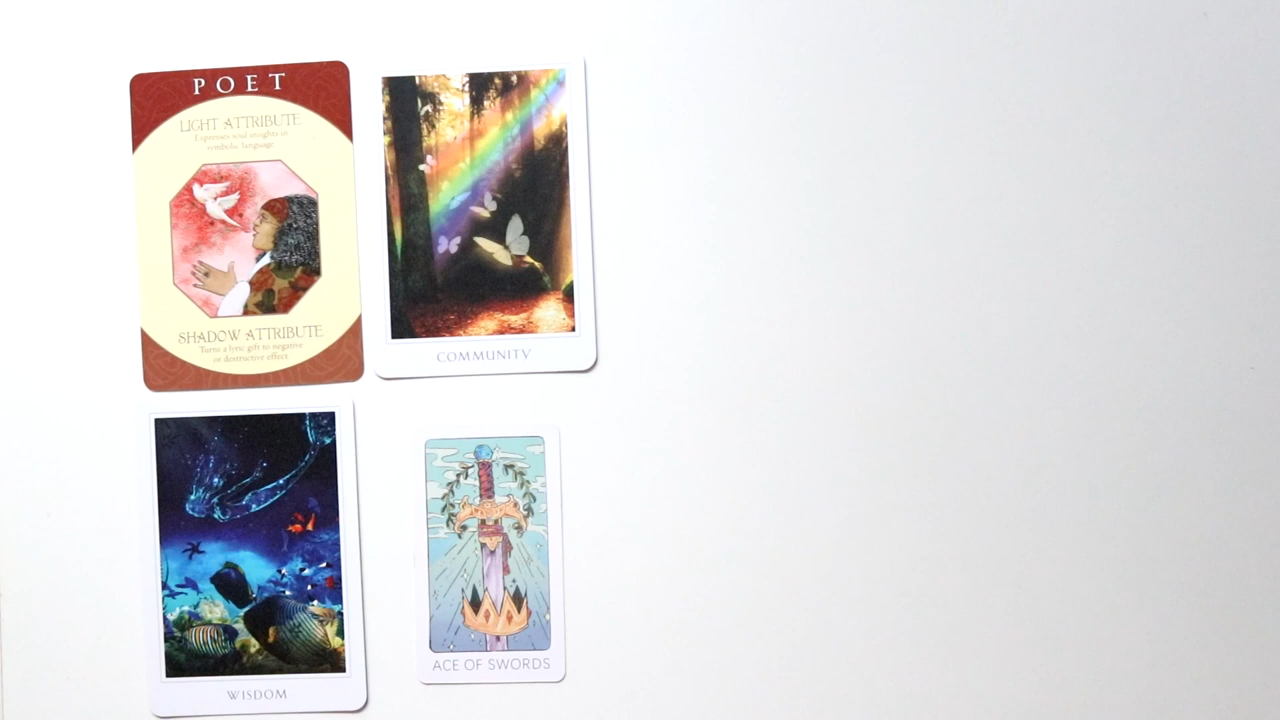 POET
LIGHT ATTRIBUTE
Expresses soul insights in
symbolic language
SHADOW ATTRIBUTE
Turns a lyric gift to negative
or destructive effect
COMMUNITY
WISDOM
ACE OF SWORDS